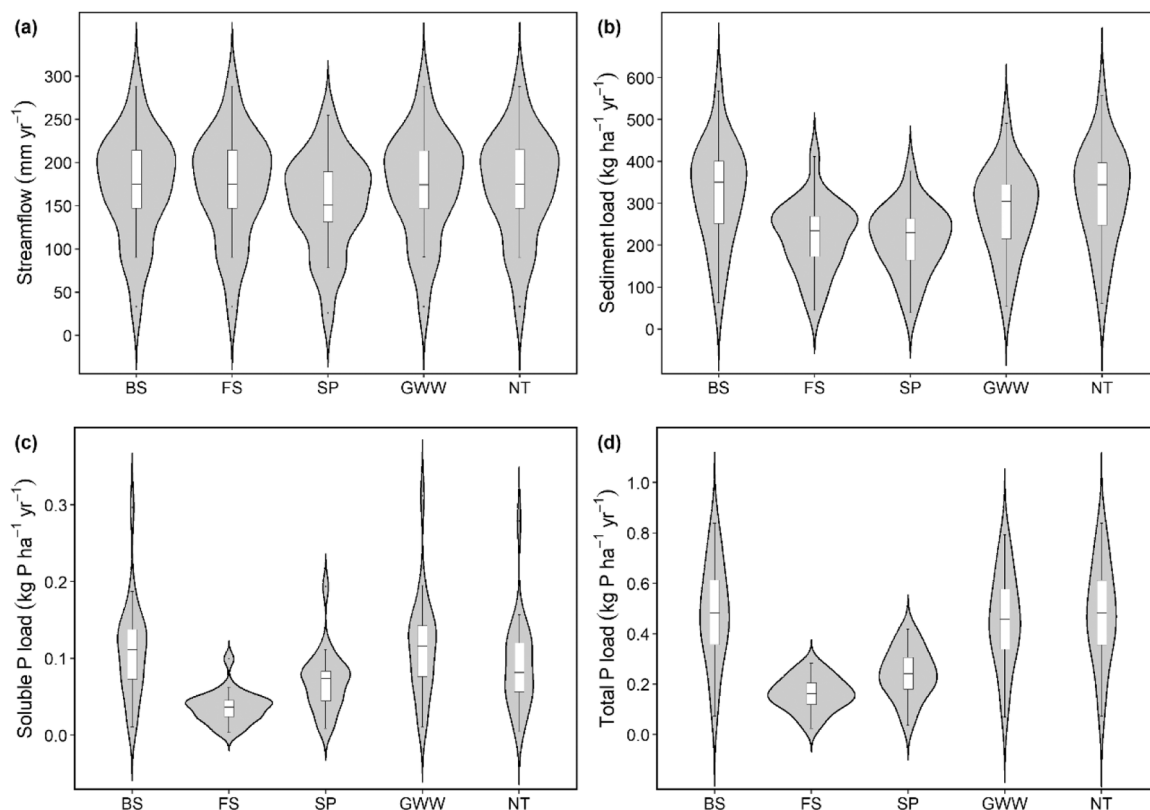 (a)
Streamflow (mm yr⁻¹)
300
250
200
150
100
50
0
BS FS SP GWW NT
(b)
Sediment load (kg ha⁻¹ yr⁻¹)
600
500
400
300
200
100
0
BS FS SP GWW NT
(c)
Soluble P load (kg P ha⁻¹ yr⁻¹)
0.3
0.2
0.1
0.0
BS FS SP GWW NT
(d)
Total P load (kg P ha⁻¹ yr⁻¹)
1.0
0.8
0.6
0.4
0.2
0.0
BS FS SP GWW NT